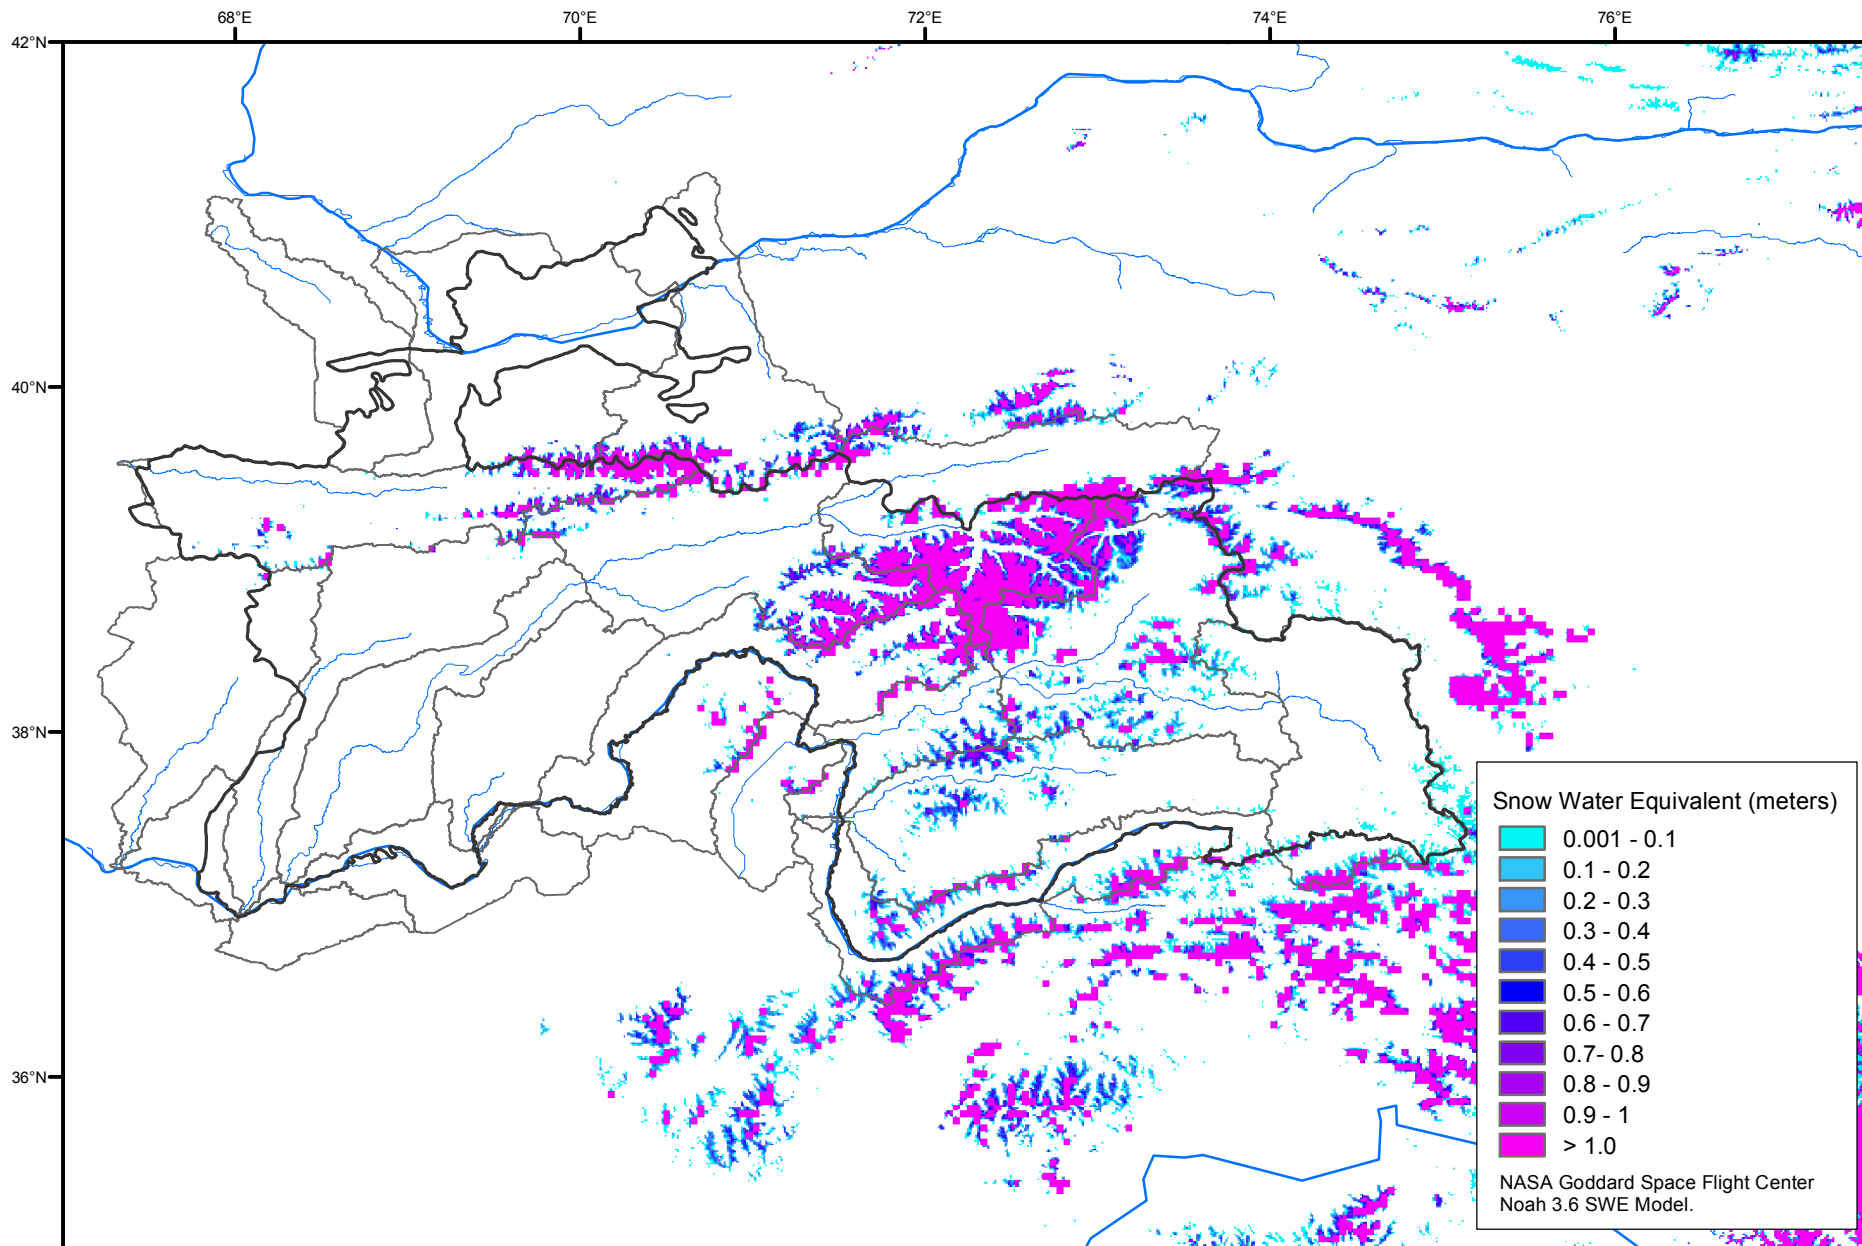 68°E
70°E
72°E
74°E
76°E
42°N
40°N
38°N
36°N
Snow Water Equivalent (meters)
0.001 - 0.1
0.1 - 0.2
0.2 - 0.3
0.3 - 0.4
0.4 - 0.5
0.5 - 0.6
0.6 - 0.7
0.7- 0.8
0.8 - 0.9
0.9 - 1
> 1.0
NASA Goddard Space Flight Center
Noah 3.6 SWE Model.